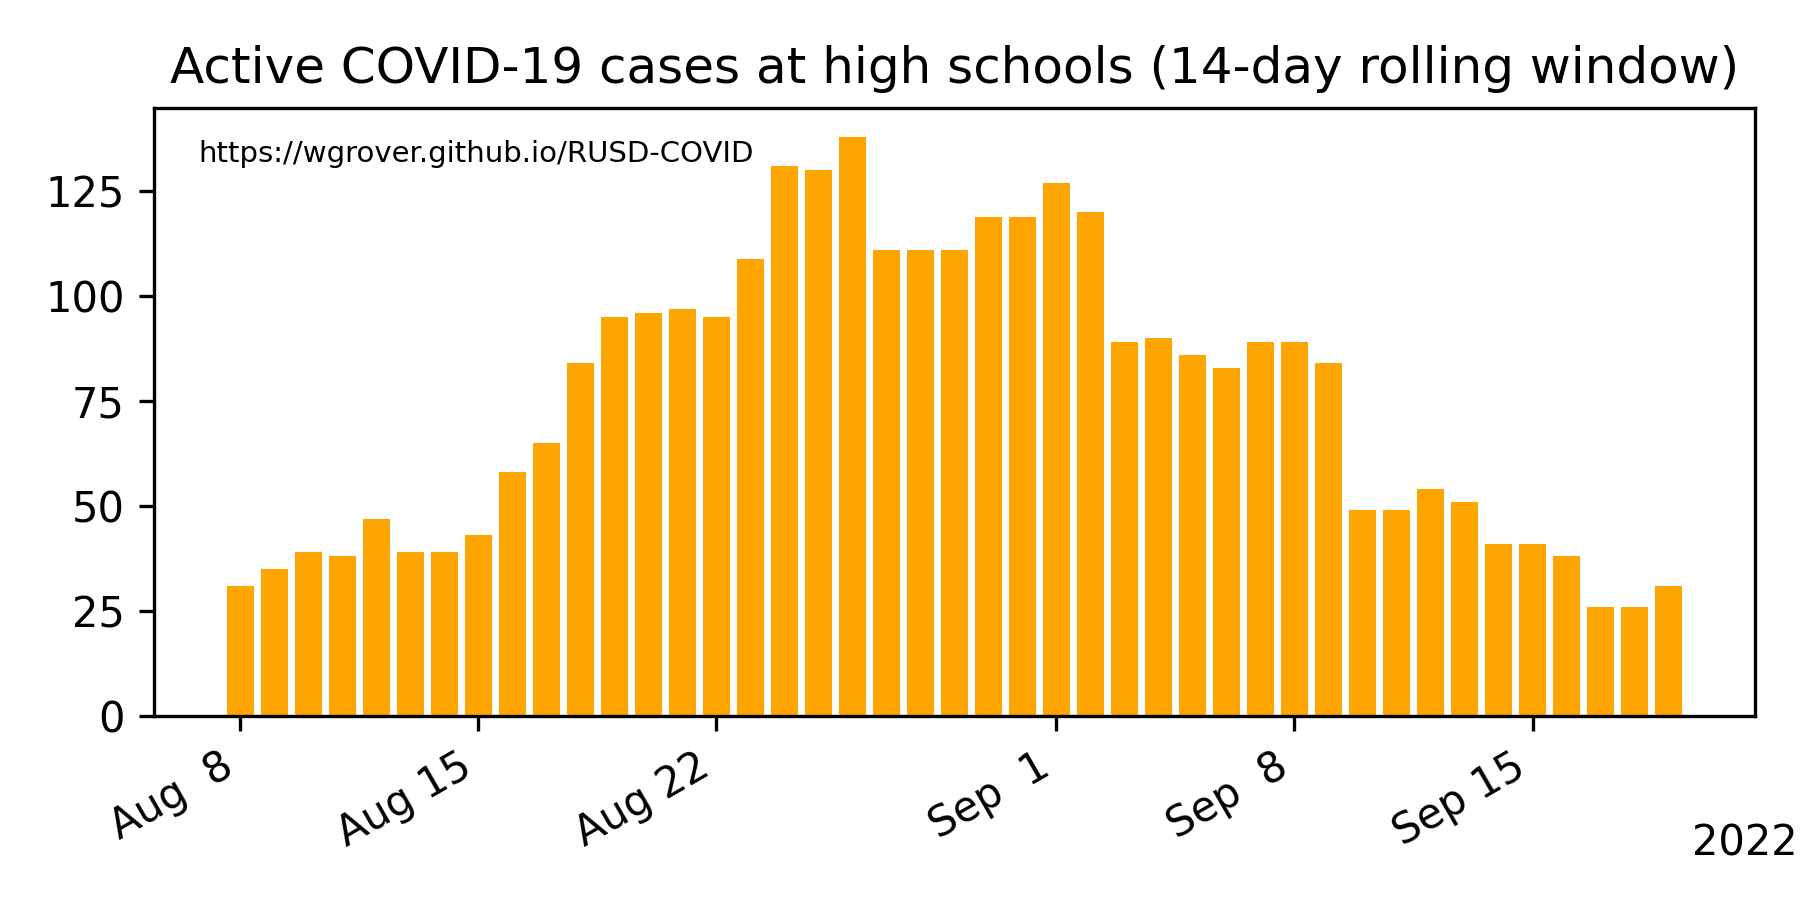 Active COVID-19 cases at high schools (14-day rolling window)
https://wgrover.github.io/RUSD-COVID
125
100
75
50
25
0
Aug 8
Aug 15
Aug 22
Sep 1
Sep 8
Sep 15
2022